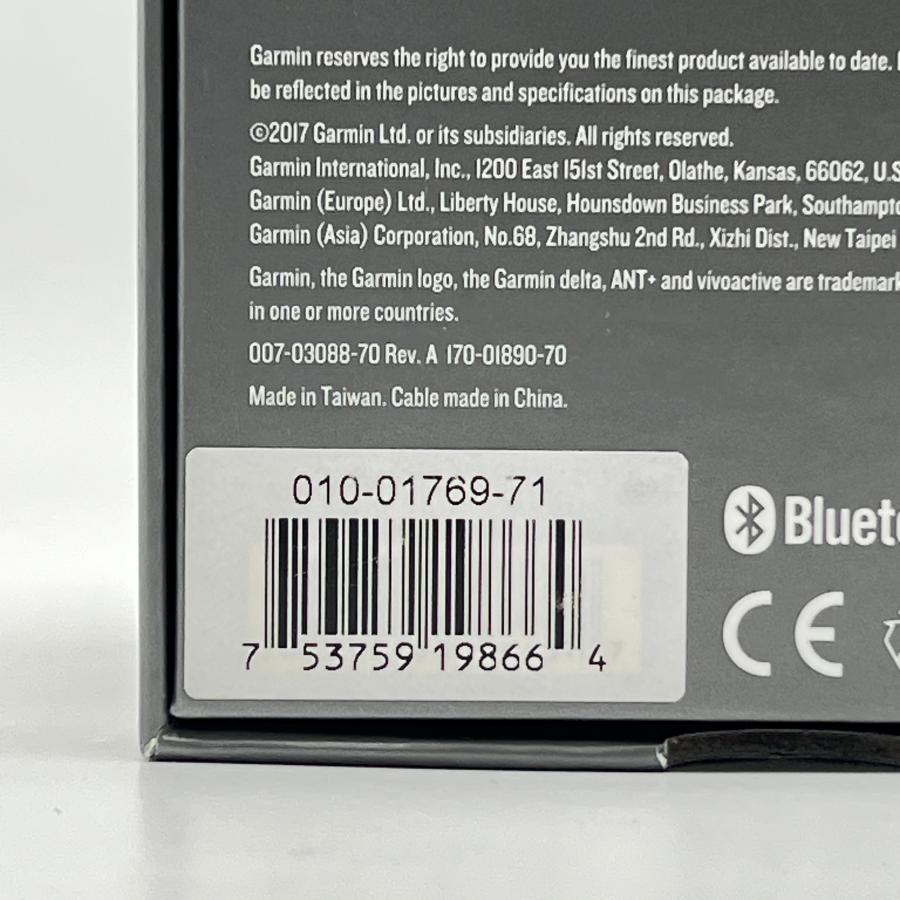 Garmin reserves the right to provide you the finest product available to date.
be reflected in the pictures and specifications on this package.
©2017 Garmin Ltd. or its subsidiaries. All rights reserved.
Garmin International, Inc., 1200 East 151st Street, Olathe, Kansas, 66062, U.S
Garmin (Europe) Ltd., Liberty House, Hounsdown Business Park, Southampto
Garmin (Asia) Corporation, No.68, Zhangshu 2nd Rd., Xizhi Dist., New Taipei
Garmin, the Garmin logo, the Garmin delta, ANT+ and vivoactive are trademark
in one or more countries.
007-03088-70 Rev. A 170-01890-70
Made in Taiwan. Cable made in China.
010-01769-71
7 53759 19866 4
Blueto
CE